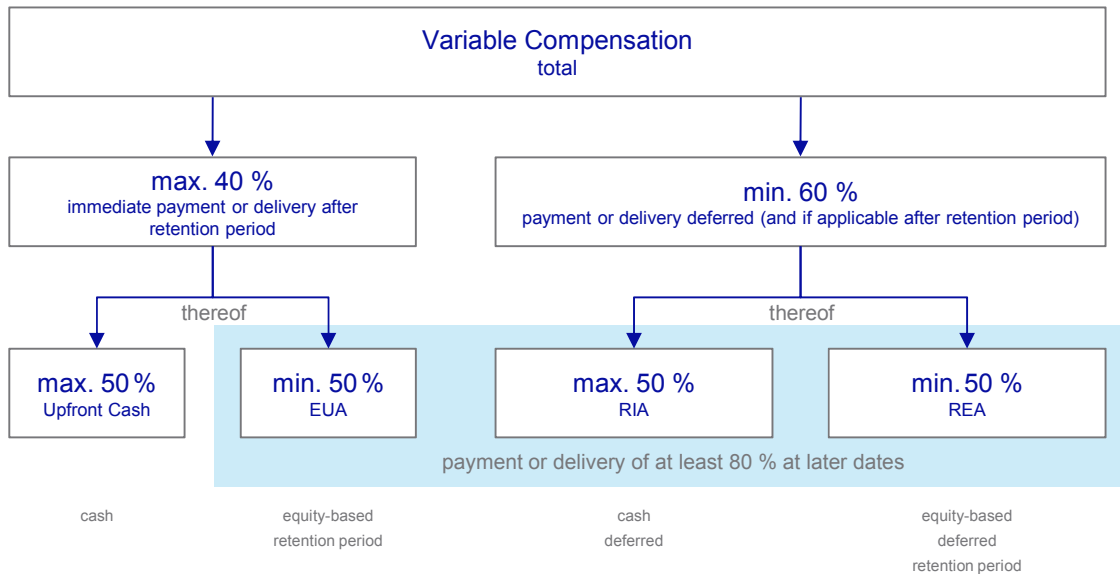 Variable Compensation
total
max. 40 %
immediate payment or delivery after
retention period
min. 60 %
payment or delivery deferred (and if applicable after retention period)
thereof
thereof
max. 50 %
Upfront Cash
min. 50 %
EUA
max. 50 %
RIA
min. 50 %
REA
payment or delivery of at least 80 % at later dates
cash
equity-based
retention period
cash
deferred
equity-based
deferred
retention period